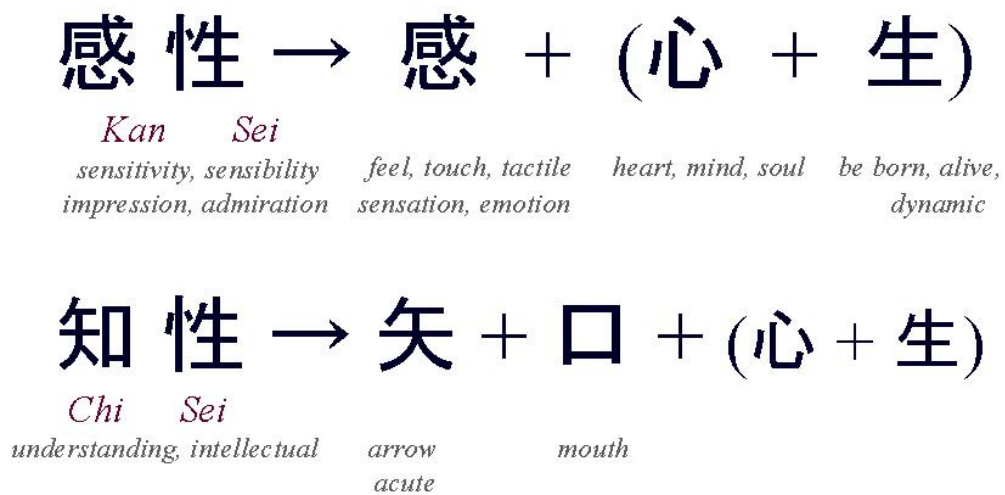 感 性 → 感 + (心 + 生)
Kan Sei
sensitivity, sensibility feel, touch, tactile heart, mind, soul be born, alive,
impression, admiration sensation, emotion dynamic
知 性 → 矢 + 口 + (心 + 生)
Chi Sei
understanding, intellectual arrow mouth
acute